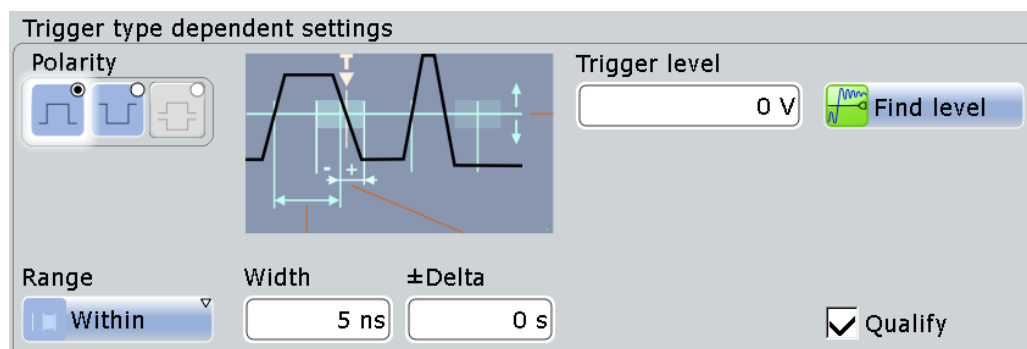 Trigger type dependent settings
Polarity
T
- +
Trigger level
0 V
Find level
Range
Within
Width
5 ns
±Delta
0 s
Qualify